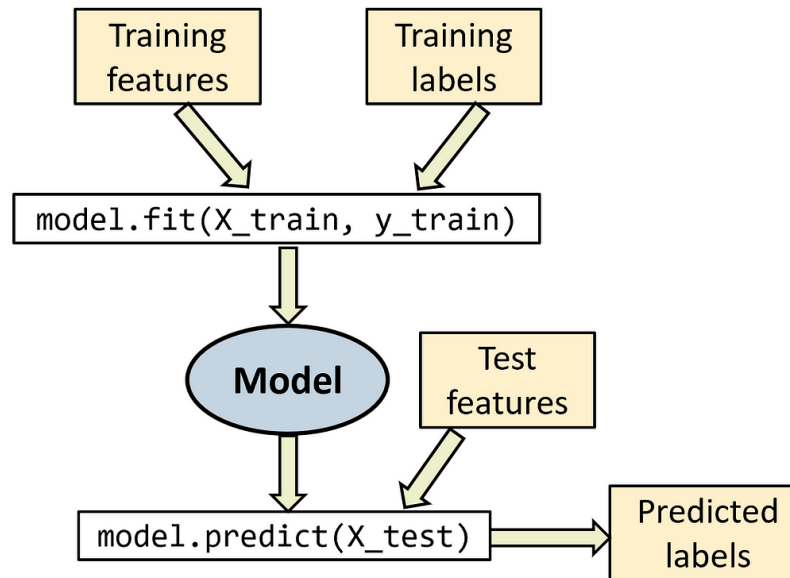 Training
features
Training
labels
model.fit(X_train, y_train)
Model
Test
features
model.predict(X_test)
Predicted
labels